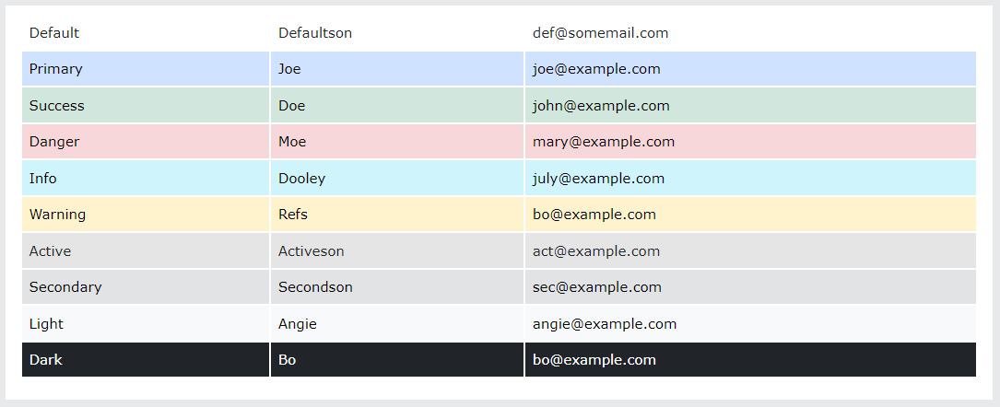 Default Defaultson def@somemail.com
Primary Joe joe@example.com
Success Doe john@example.com
Danger Moe mary@example.com
Info Dooley july@example.com
Warning Refs bo@example.com
Active Activeson act@example.com
Secondary Secondson sec@example.com
Light Angie angie@example.com
Dark Bo bo@example.com